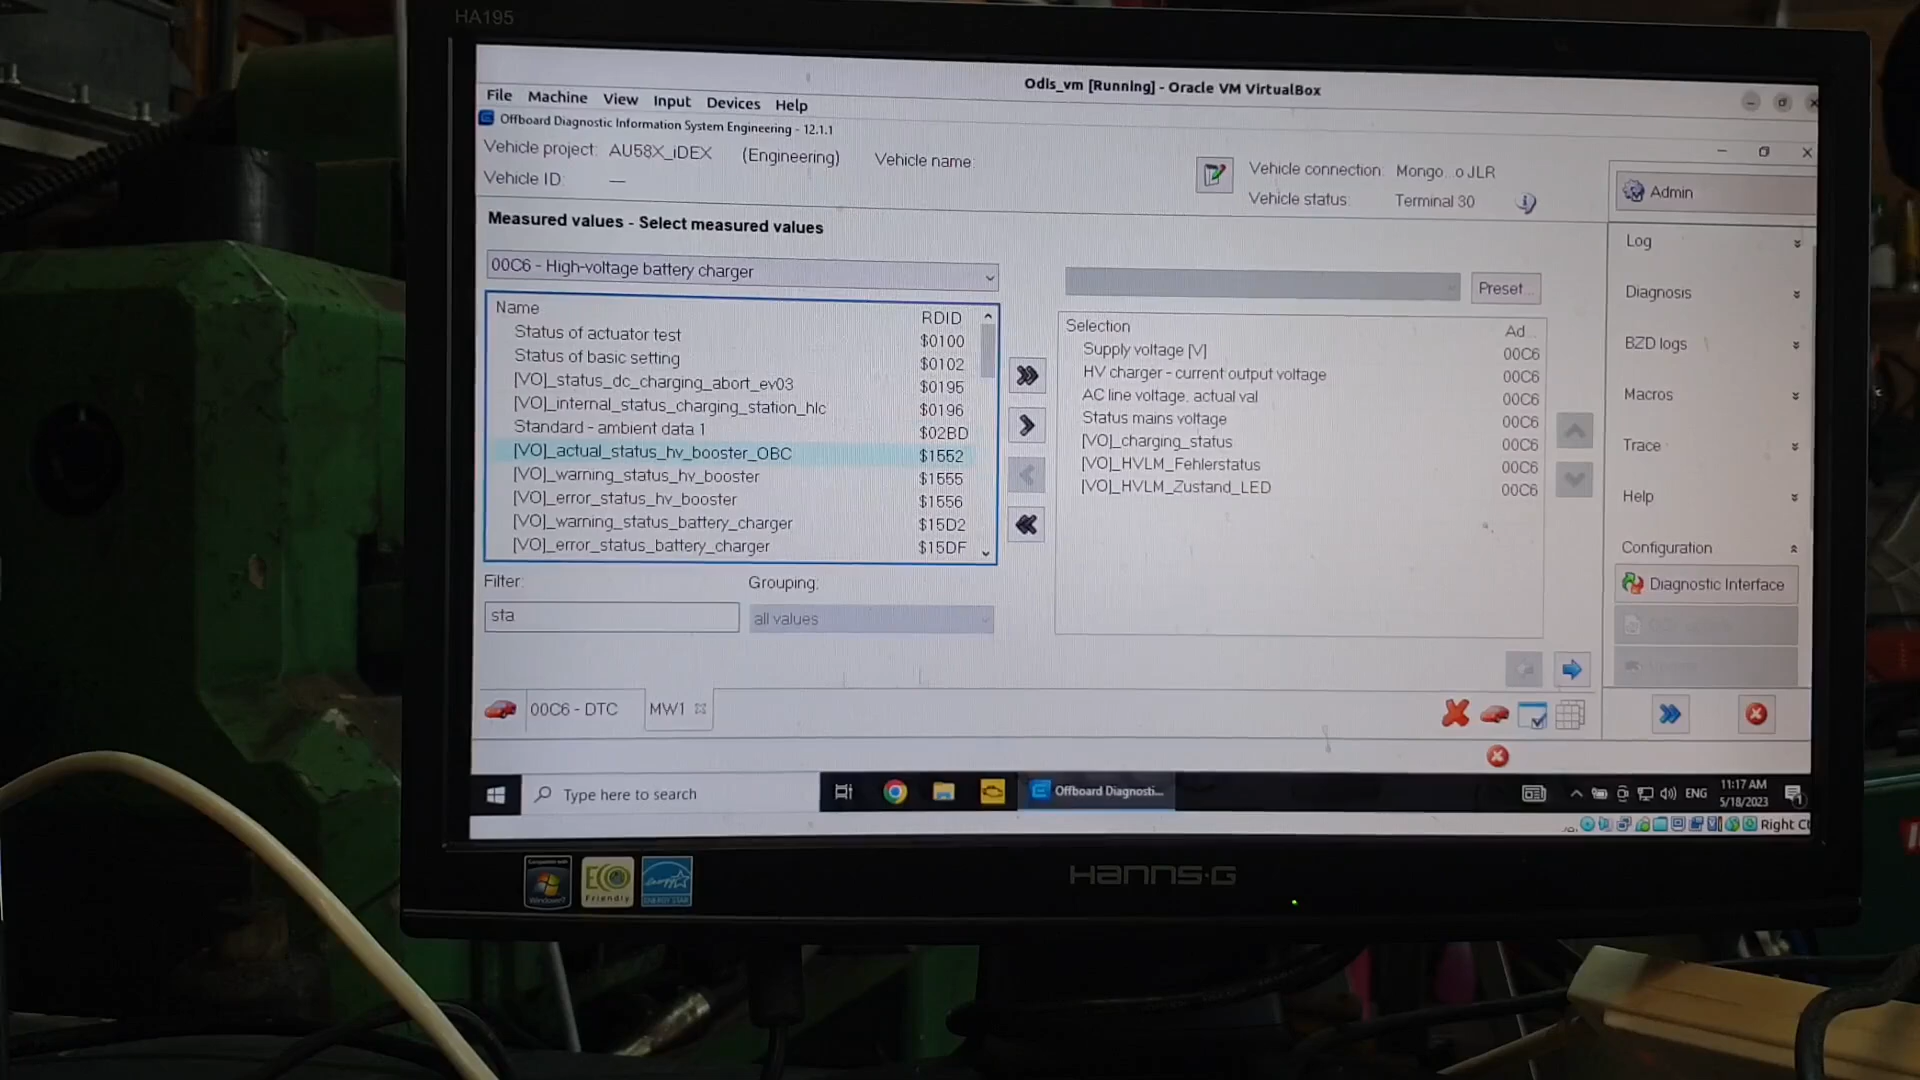 HA195
Odis_vm [Running] - Oracle VM VirtualBox
File Machine View Input Devices Help
Offboard Diagnostic Information System Engineering - 12.1.1
Vehicle project: AU58X_iDEX (Engineering) Vehicle name:
Vehicle ID: —
Vehicle connection: Mongo...o JLR
Vehicle status: Terminal 30
Admin
Measured values - Select measured values
00C6 - High-voltage battery charger
Name RDID
Status of actuator test $0100
Status of basic setting $0102
[VO]_status_dc_charging_abort_ev03 $0195
[VO]_internal_status_charging_station_hlc $0196
Standard - ambient data 1 $02BD
[VO]_actual_status_hv_booster_OBC $1552
[VO]_warning_status_hv_booster $1555
[VO]_error_status_hv_booster $1556
[VO]_warning_status_battery_charger $15D2
[VO]_error_status_battery_charger $15DF
Filter: Grouping:
sta all values
Preset...
Selection Ad...
Supply voltage [V] 00C6
HV charger - current output voltage 00C6
AC line voltage, actual val 00C6
Status mains voltage 00C6
[VO]_charging_status 00C6
[VO]_HVLM_Fehlerstatus 00C6
[VO]_HVLM_Zustand_LED 00C6
Log
Diagnosis
BZD logs
Macros
Trace
Help
Configuration
Diagnostic Interface
00C6 - DTC MW1
Type here to search
Offboard Diagnosti...
ENG
11:17 AM
5/18/2023
1
Right Ct
Windows7
ECO
Friendly
ENERGY STAR
HANNS·G